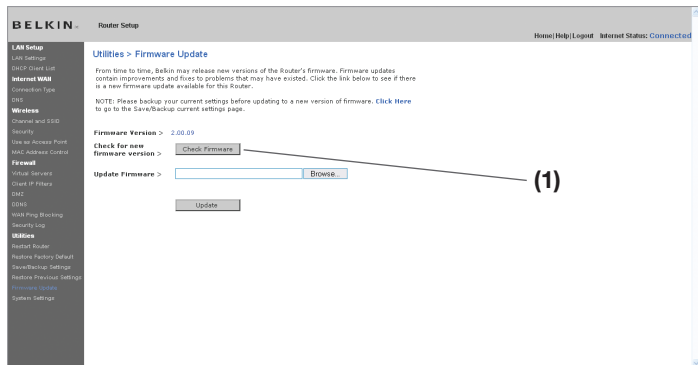 BELKIN Router Setup
Home|Help|Logout Internet Status: Connected
LAN Setup
LAN Settings
DHCP Client List
Internet WAN
Connection Type
DNS
Wireless
Channel and SSID
Security
Use as Access Point
MAC Address Control
Firewall
Virtual Servers
Client IP Filters
DMZ
DDNS
WAN Ping Blocking
Security Log
Utilities
Restart Router
Restore Factory Default
Save/Backup Settings
Restore Previous Settings
Firmware Update
System Settings
Utilities > Firmware Update
From time to time, Belkin may release new versions of the Router's firmware. Firmware updates
contain improvements and fixes to problems that may have existed. Click the link below to see if there
is a new firmware update available for this Router.
NOTE: Please backup your current settings before updating to a new version of firmware. Click Here
to go to the Save/Backup current settings page.
Firmware Version > 2.00.09
Check for new
firmware version > Check Firmware
Update Firmware > Browse...
Update
(1)